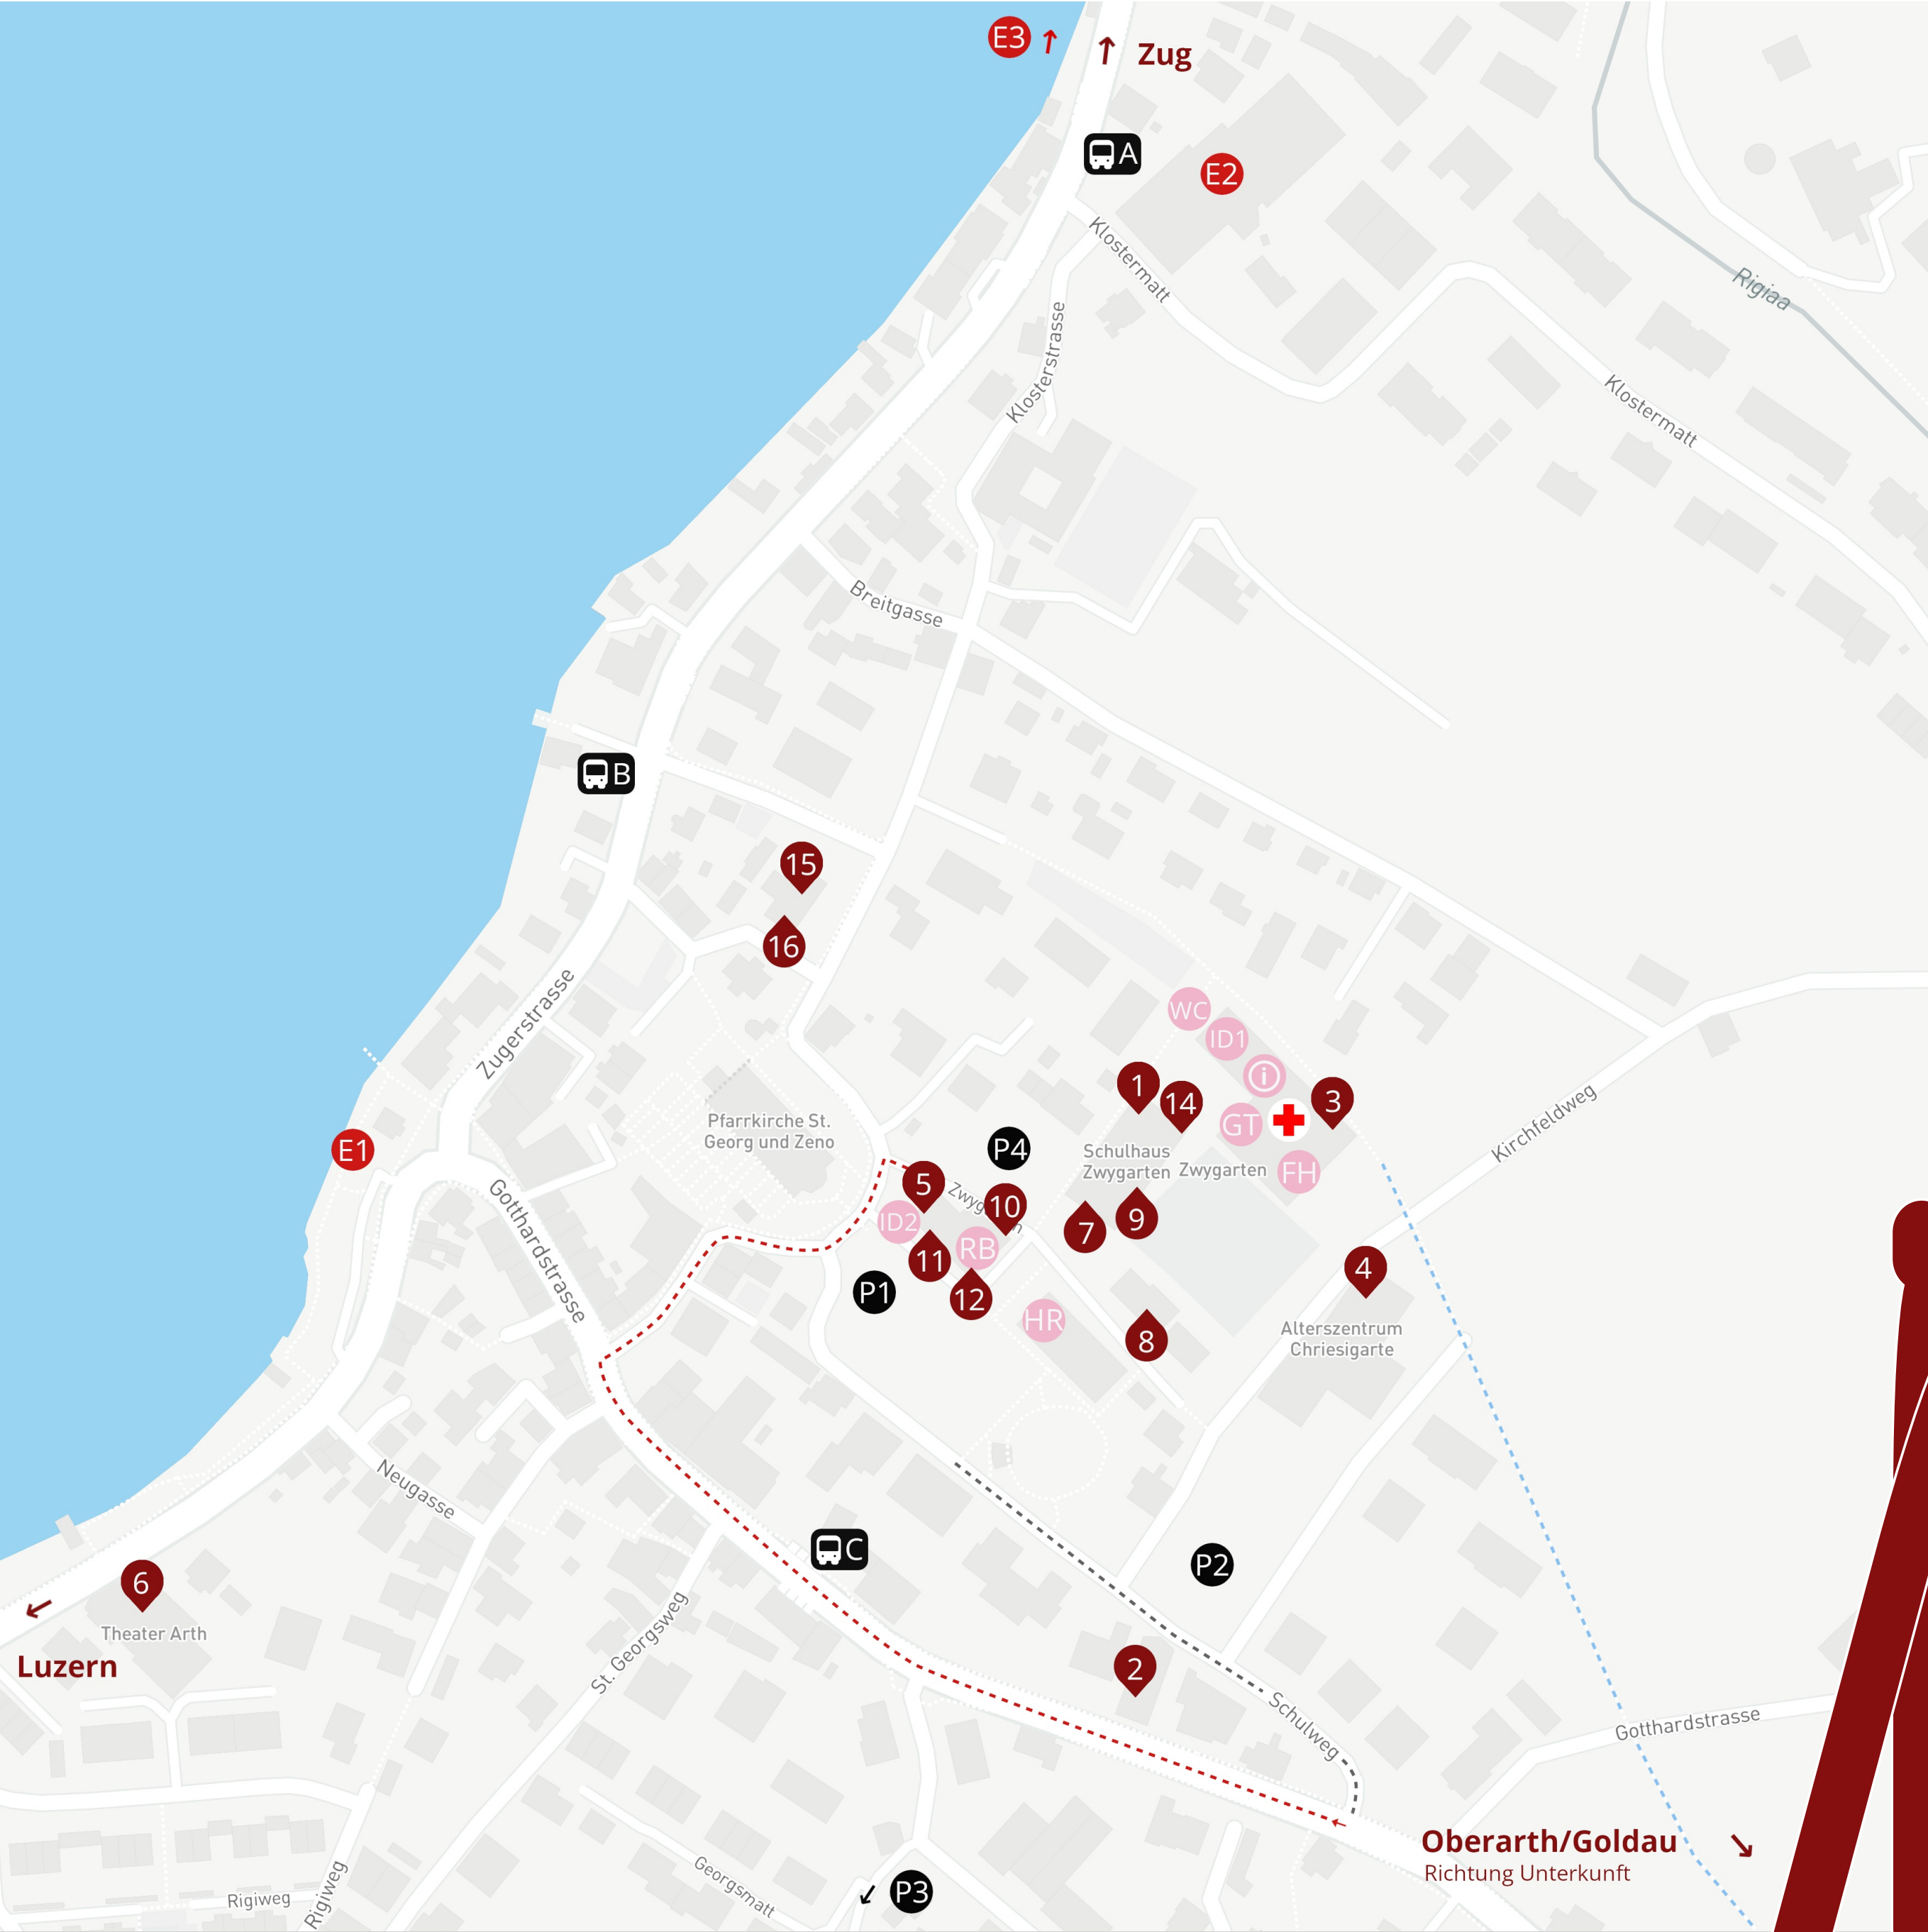 E3
Zug
A
E2
Klostermatt
Rigiaa
Klosterstrasse
Klostermatt
Breitgasse
B
15
16
Zugerstrasse
WC
ID1
i
1
14
3
GT
Pfarrkirche St.
Georg und Zeno
P4
E1
Schulhaus
Zwygarten
Zwygarten
FH
Kirchfeldweg
5
Zwyg
10
ID2
7
9
Gotthardstrasse
11
RB
4
P1
12
HR
8
Alterszentrum
Chriesigarte
Neugasse
C
P2
6
Theater Arth
Luzern
St. Georgsweg
2
Schulweg
Gotthardstrasse
Oberarth/Goldau
Richtung Unterkunft
Georgsmatt
P3
Rigiweg
Rigiweg